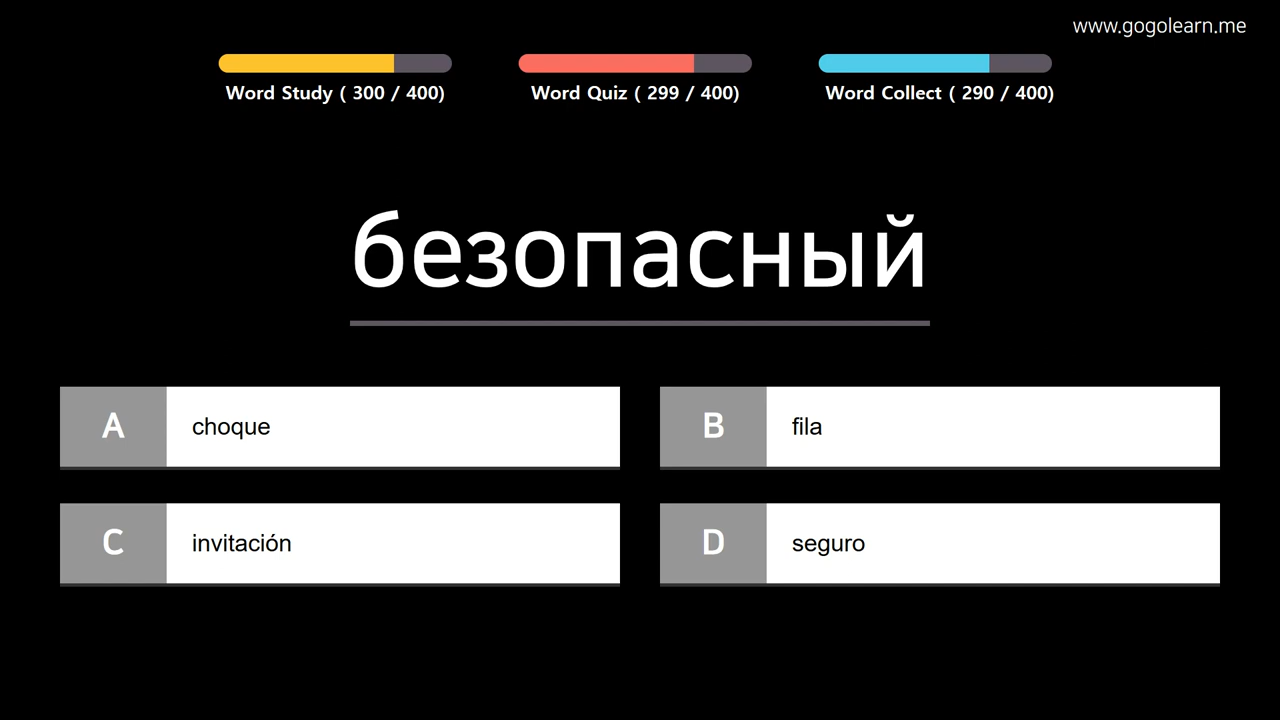 www.gogolearn.me
Word Study ( 300 / 400)
Word Quiz ( 299 / 400)
Word Collect ( 290 / 400)
безопасный
A choque
B fila
C invitación
D seguro